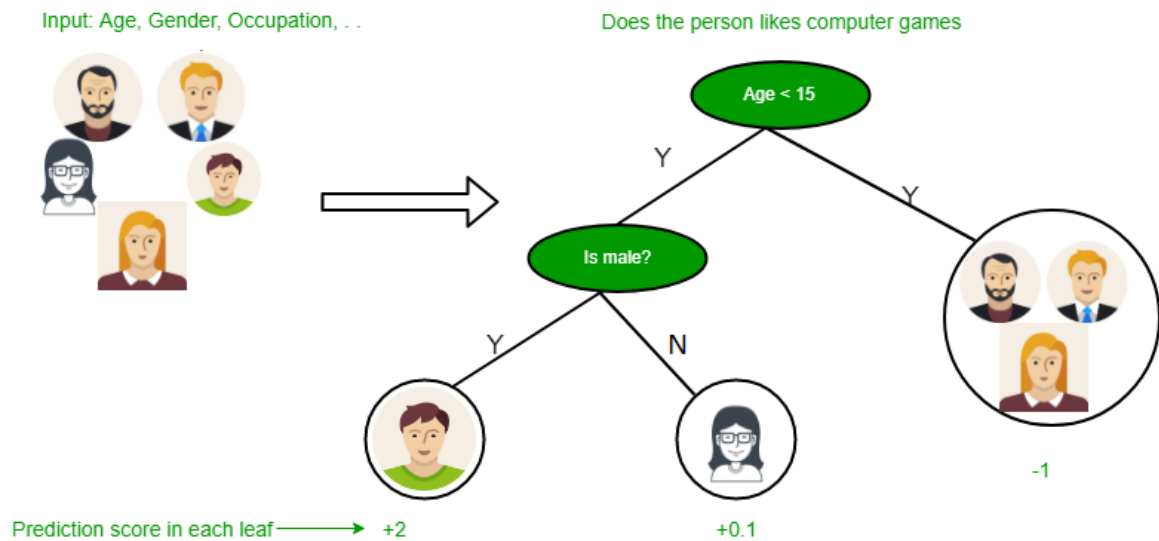 Input: Age, Gender, Occupation, . .
.
Does the person likes computer games
Age < 15
Y
Y
Is male?
Y
N
-1
Prediction score in each leaf
+2
+0.1